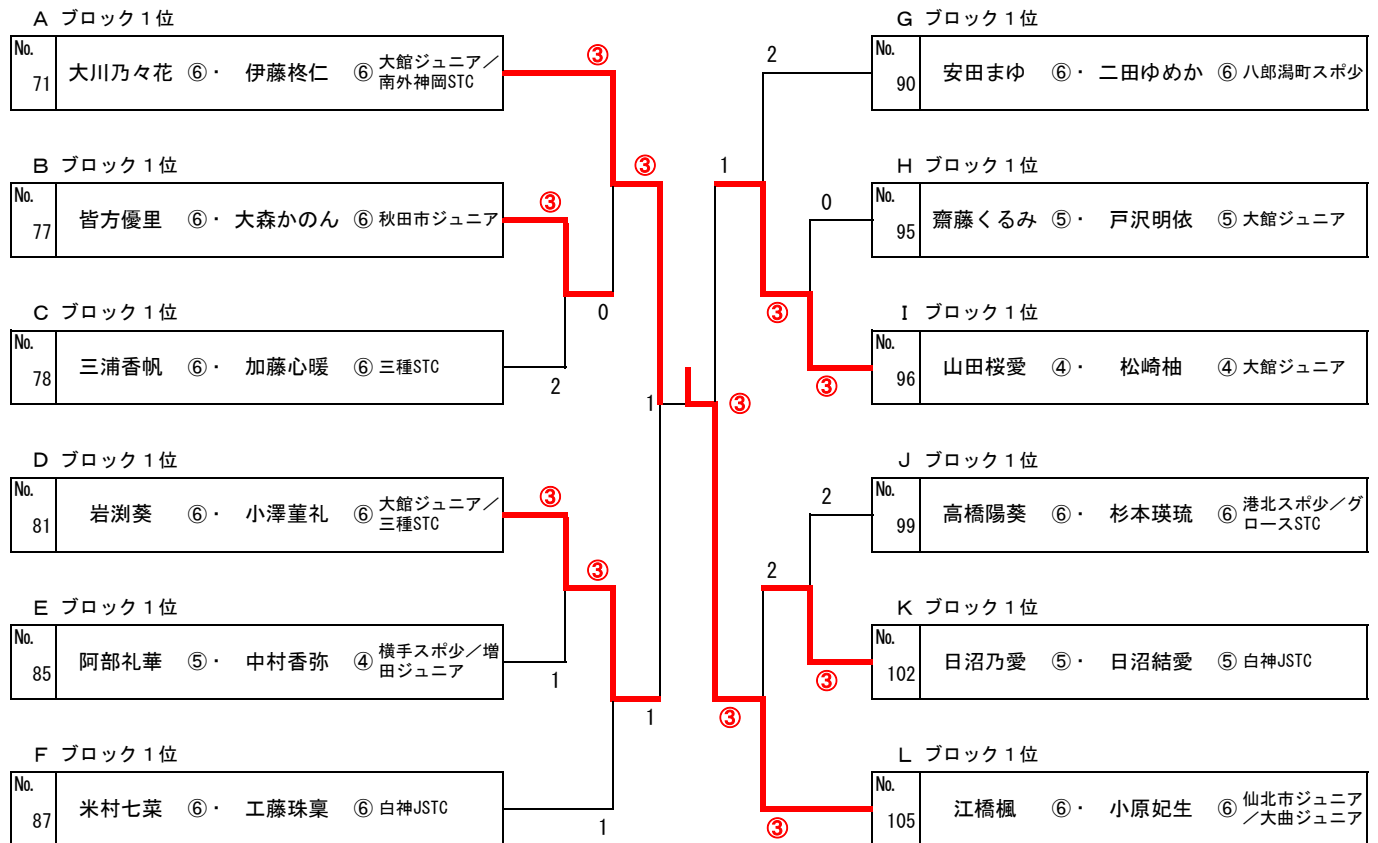 A ブロック１位
No.
71
大川乃々花 ⑥・ 伊藤柊仁 ⑥ 大館ジュニア／
南外神岡STC
③
B ブロック１位
③
No.
77
皆方優里 ⑥・ 大森かのん ⑥ 秋田市ジュニア
③
C ブロック１位
0
No.
78
三浦香帆 ⑥・ 加藤心暖 ⑥ 三種STC
2
1
D ブロック１位
No.
81
岩渕葵 ⑥・ 小澤菫礼 ⑥ 大館ジュニア／
三種STC
③
③
E ブロック１位
No.
85
阿部礼華 ⑤・ 中村香弥 ④ 横手スポ少／増
田ジュニア
1
1
F ブロック１位
No.
87
米村七菜 ⑥・ 工藤珠稟 ⑥ 白神JSTC
1
G ブロック１位
2
No.
90
安田まゆ ⑥・ 二田ゆめか ⑥ 八郎潟町スポ少
1
H ブロック１位
0
No.
95
齋藤くるみ ⑤・ 戸沢明依 ⑤ 大館ジュニア
③
I ブロック１位
No.
96
山田桜愛 ④・ 松崎柚 ④ 大館ジュニア
③
③
J ブロック１位
2
No.
99
高橋陽葵 ⑥・ 杉本瑛琉 ⑥ 港北スポ少／グ
ロースSTC
2
K ブロック１位
No.
102
日沼乃愛 ⑤・ 日沼結愛 ⑤ 白神JSTC
③
③
L ブロック１位
No.
105
江橋楓 ⑥・ 小原妃生 ⑥ 仙北市ジュニア
／大曲ジュニア
③